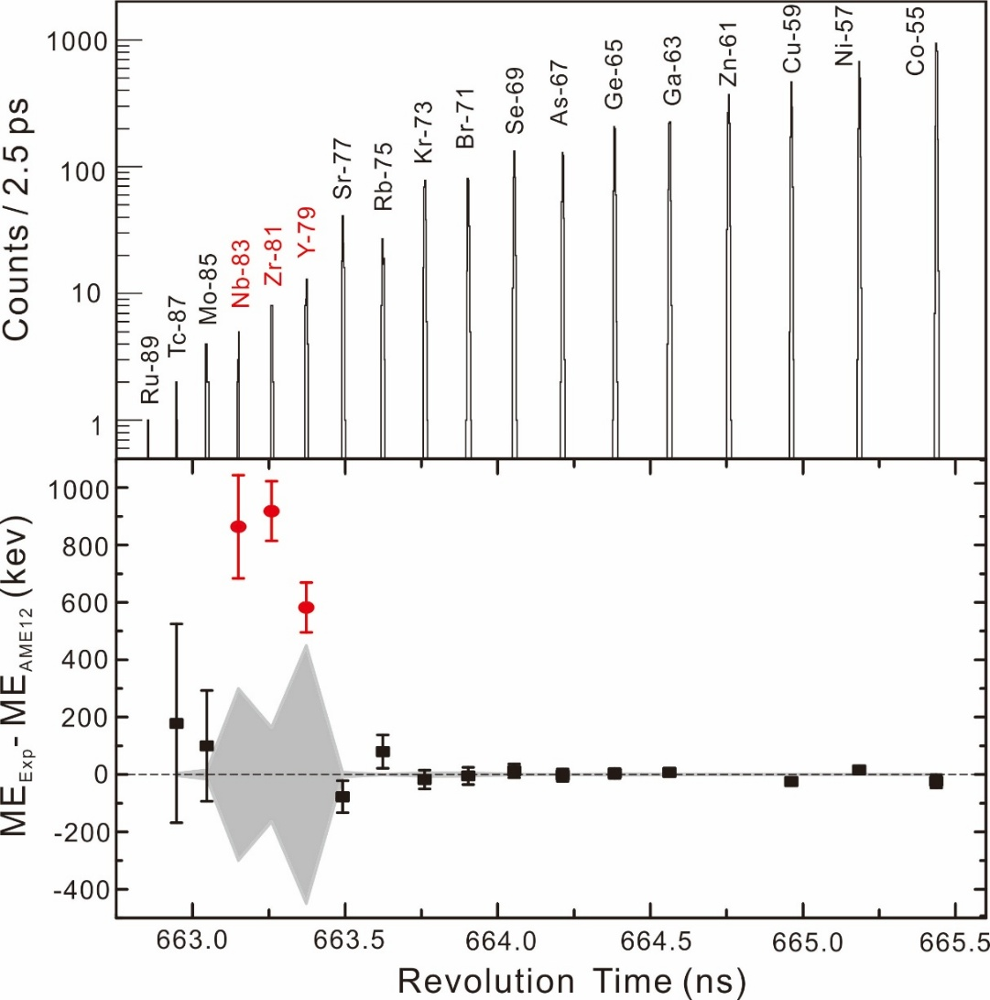 Counts / 2.5 ps
1000
100
10
1
Ru-89
Tc-87
Mo-85
Nb-83
Zr-81
Y-79
Sr-77
Rb-75
Kr-73
Br-71
Se-69
As-67
Ge-65
Ga-63
Zn-61
Cu-59
Ni-57
Co-55
ME_Exp- ME_AME12 (kev)
1000
800
600
400
200
0
-200
-400
663.0
663.5
664.0
664.5
665.0
665.5
Revolution Time (ns)